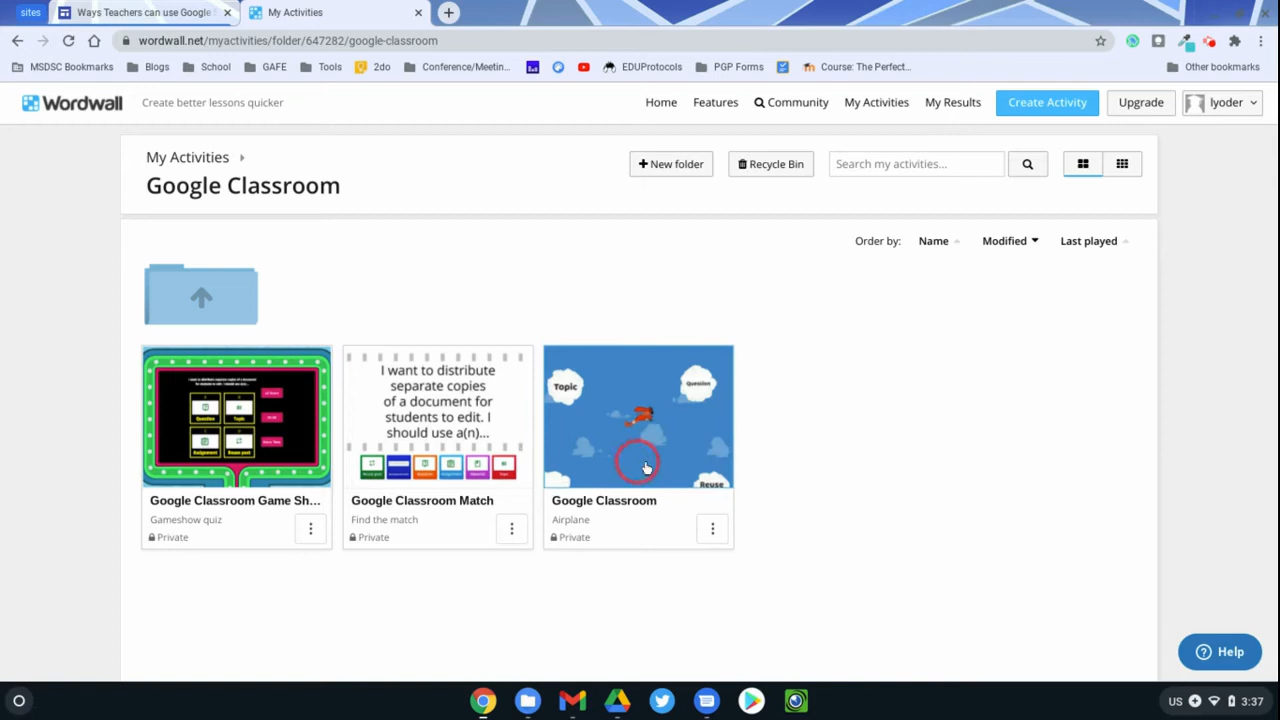 sites
Ways Teachers can use Google
My Activities
wordwall.net/myactivities/folder/647282/google-classroom
MSDSC Bookmarks
Blogs
School
GAFE
Tools
2do
Conference/Meetin...
EDUProtocols
PGP Forms
Course: The Perfect...
Other bookmarks
Wordwall
Create better lessons quicker
Home
Features
Community
My Activities
My Results
Create Activity
Upgrade
lyoder
My Activities
Google Classroom
New folder
Recycle Bin
Search my activities...
Order by:
Name
Modified
Last played
I want to distribute
separate copies
of a document for
students to edit. I
should use a(n)...
Topic
Question
Reuse
Question
Topic
Assignment
Reuse post
Google Classroom Game Sh...
Gameshow quiz
Private
Google Classroom Match
Find the match
Private
Google Classroom
Airplane
Private
Help
US
3:37